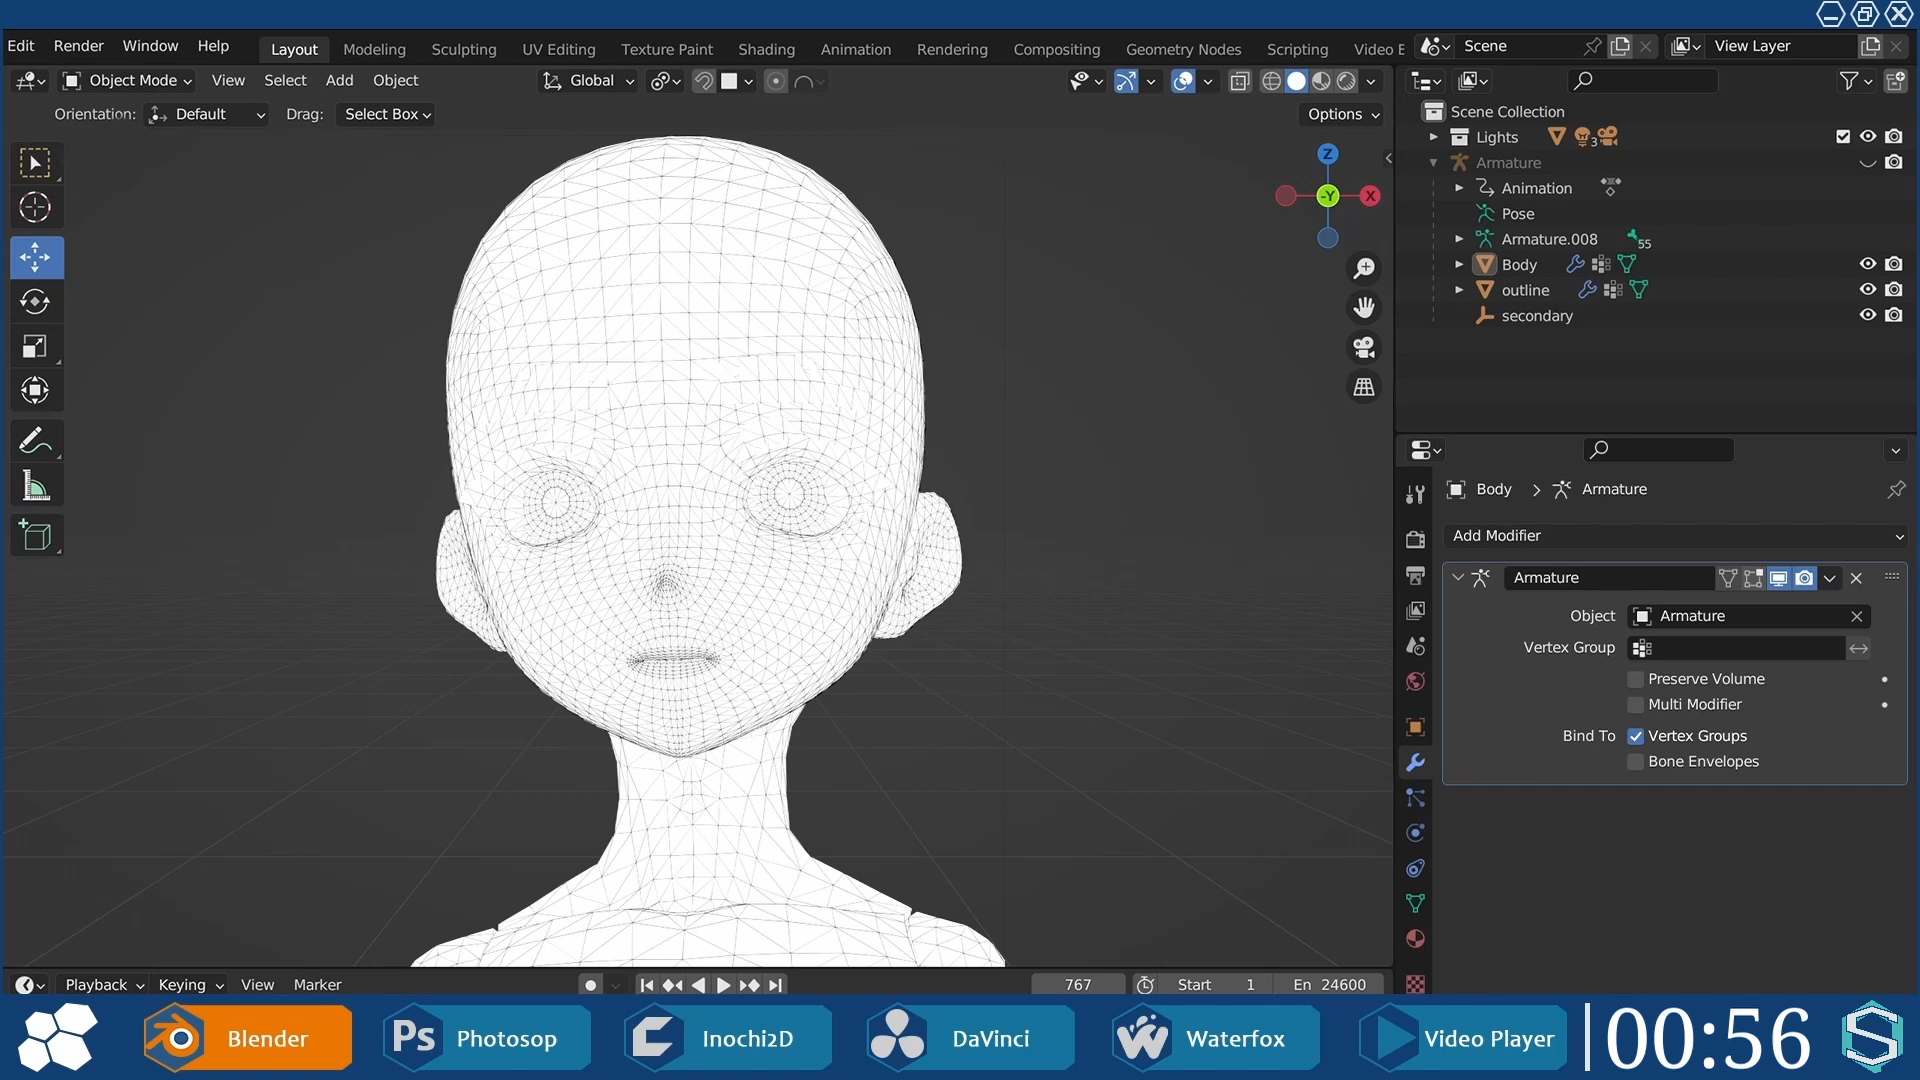 Edit Render Window Help Layout Modeling Sculpting UV Editing Texture Paint Shading Animation Rendering Compositing Geometry Nodes Scripting Video E Scene View Layer
Object Mode View Select Add Object Global
Orientation: Default Drag: Select Box Options
Z
-Y
X
Scene Collection
Lights 3
Armature
Animation
Pose
Armature.008 55
Body
outline
secondary
Body > Armature
Add Modifier
Armature
Object Armature
Vertex Group
Preserve Volume
Multi Modifier
Bind To Vertex Groups
Bone Envelopes
Playback Keying View Marker 767 Start 1 En 24600
Blender
Ps Photosop
Inochi2D
DaVinci
Waterfox
Video Player
00:56